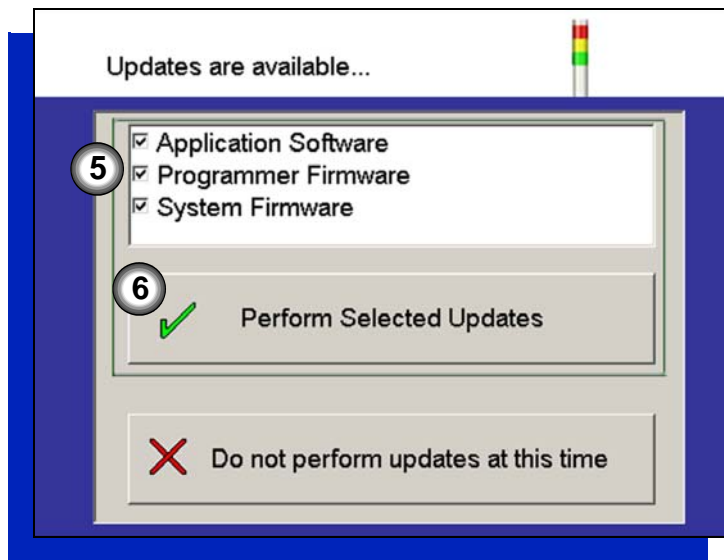 Updates are available...
5
Application Software
Programmer Firmware
System Firmware
6
Perform Selected Updates
Do not perform updates at this time